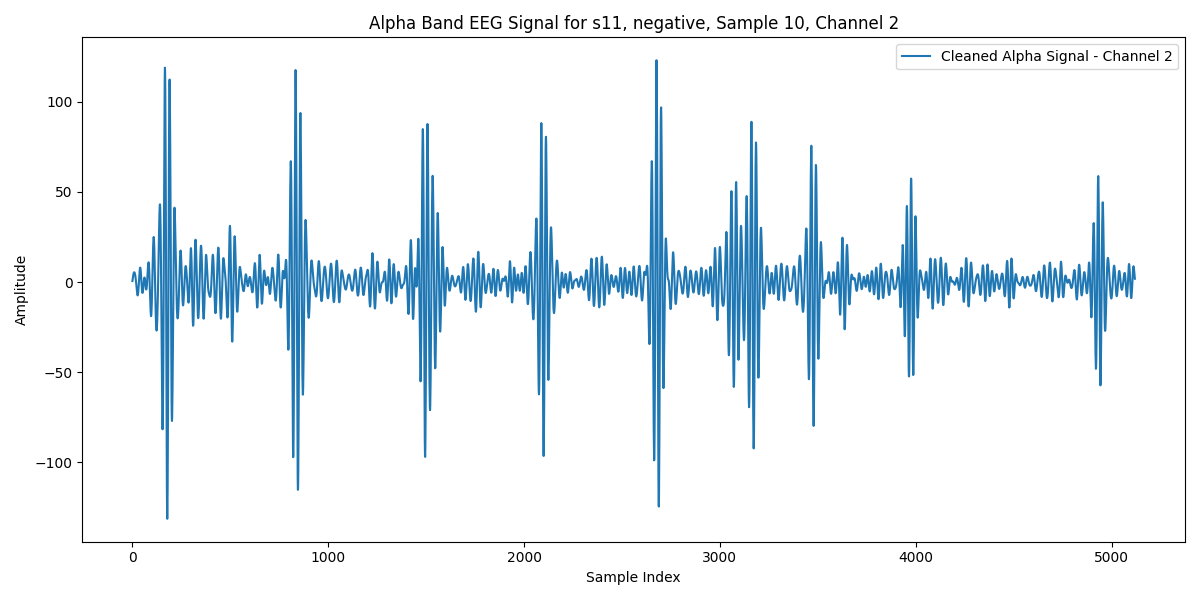 Alpha Band EEG Signal for s11, negative, Sample 10, Channel 2
Cleaned Alpha Signal - Channel 2
Amplitude
100
50
0
−50
−100
0 1000 2000 3000 4000 5000
Sample Index